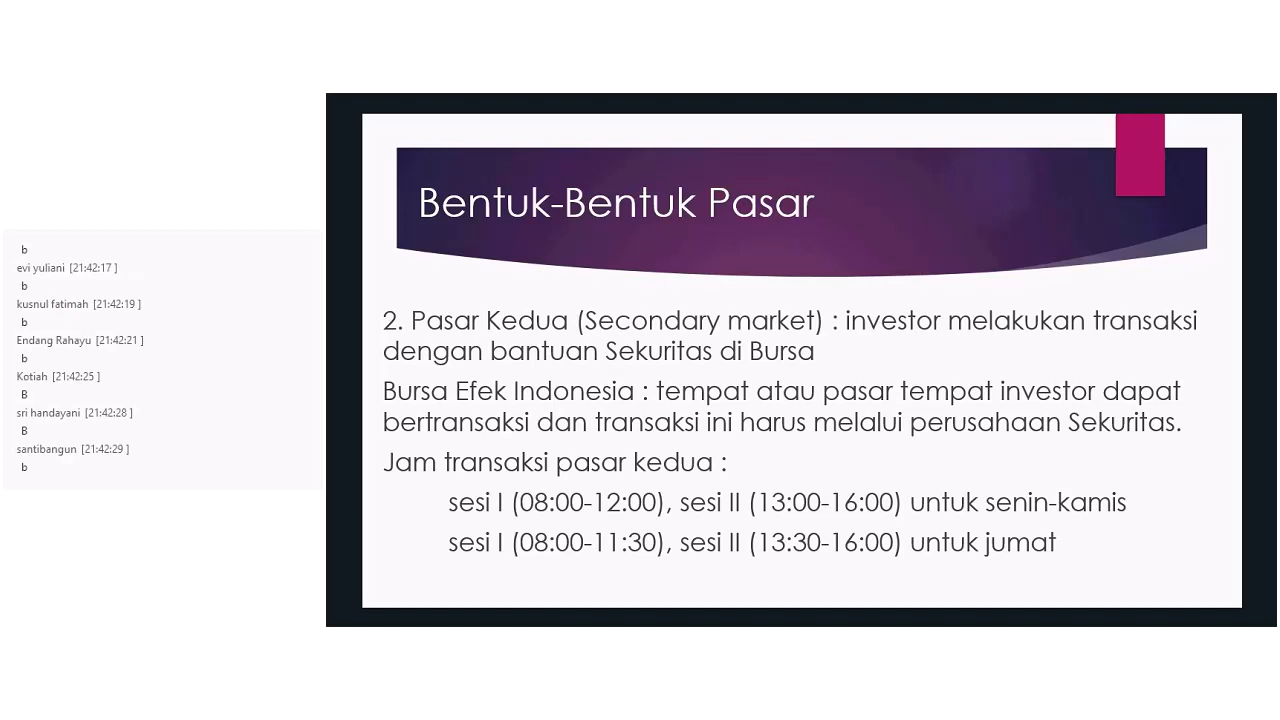 b
evi yuliani [21:42:17 ]
b
kusnul fatimah [21:42:19 ]
b
Endang Rahayu [21:42:21 ]
b
Kotiah [21:42:25 ]
B
sri handayani [21:42:28 ]
B
santibangun [21:42:29 ]
b
Bentuk-Bentuk Pasar
2. Pasar Kedua (Secondary market) : investor melakukan transaksi
dengan bantuan Sekuritas di Bursa
Bursa Efek Indonesia : tempat atau pasar tempat investor dapat
bertransaksi dan transaksi ini harus melalui perusahaan Sekuritas.
Jam transaksi pasar kedua :
sesi I (08:00-12:00), sesi II (13:00-16:00) untuk senin-kamis
sesi I (08:00-11:30), sesi II (13:30-16:00) untuk jumat